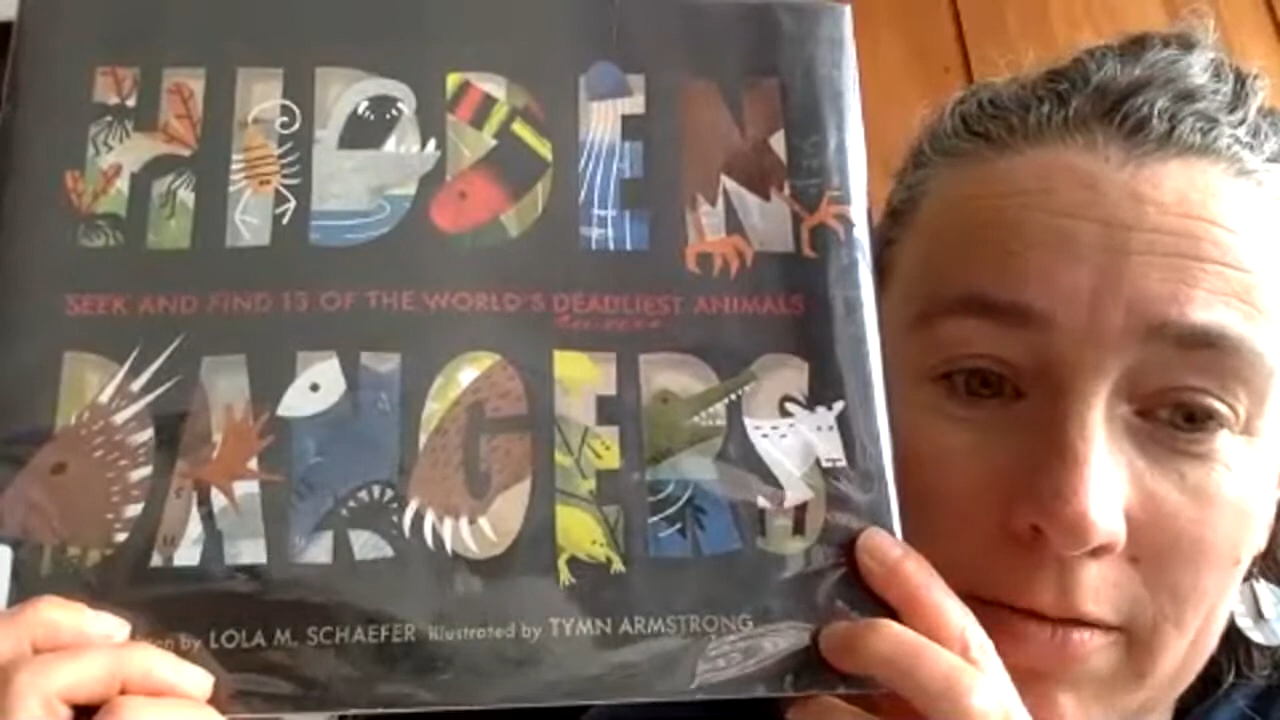 HIDDEN
SEEK AND FIND 13 OF THE WORLD'S DEADLIEST ANIMALS
DANGERS
by LOLA M. SCHAEFER illustrated by TYMN ARMSTRONG